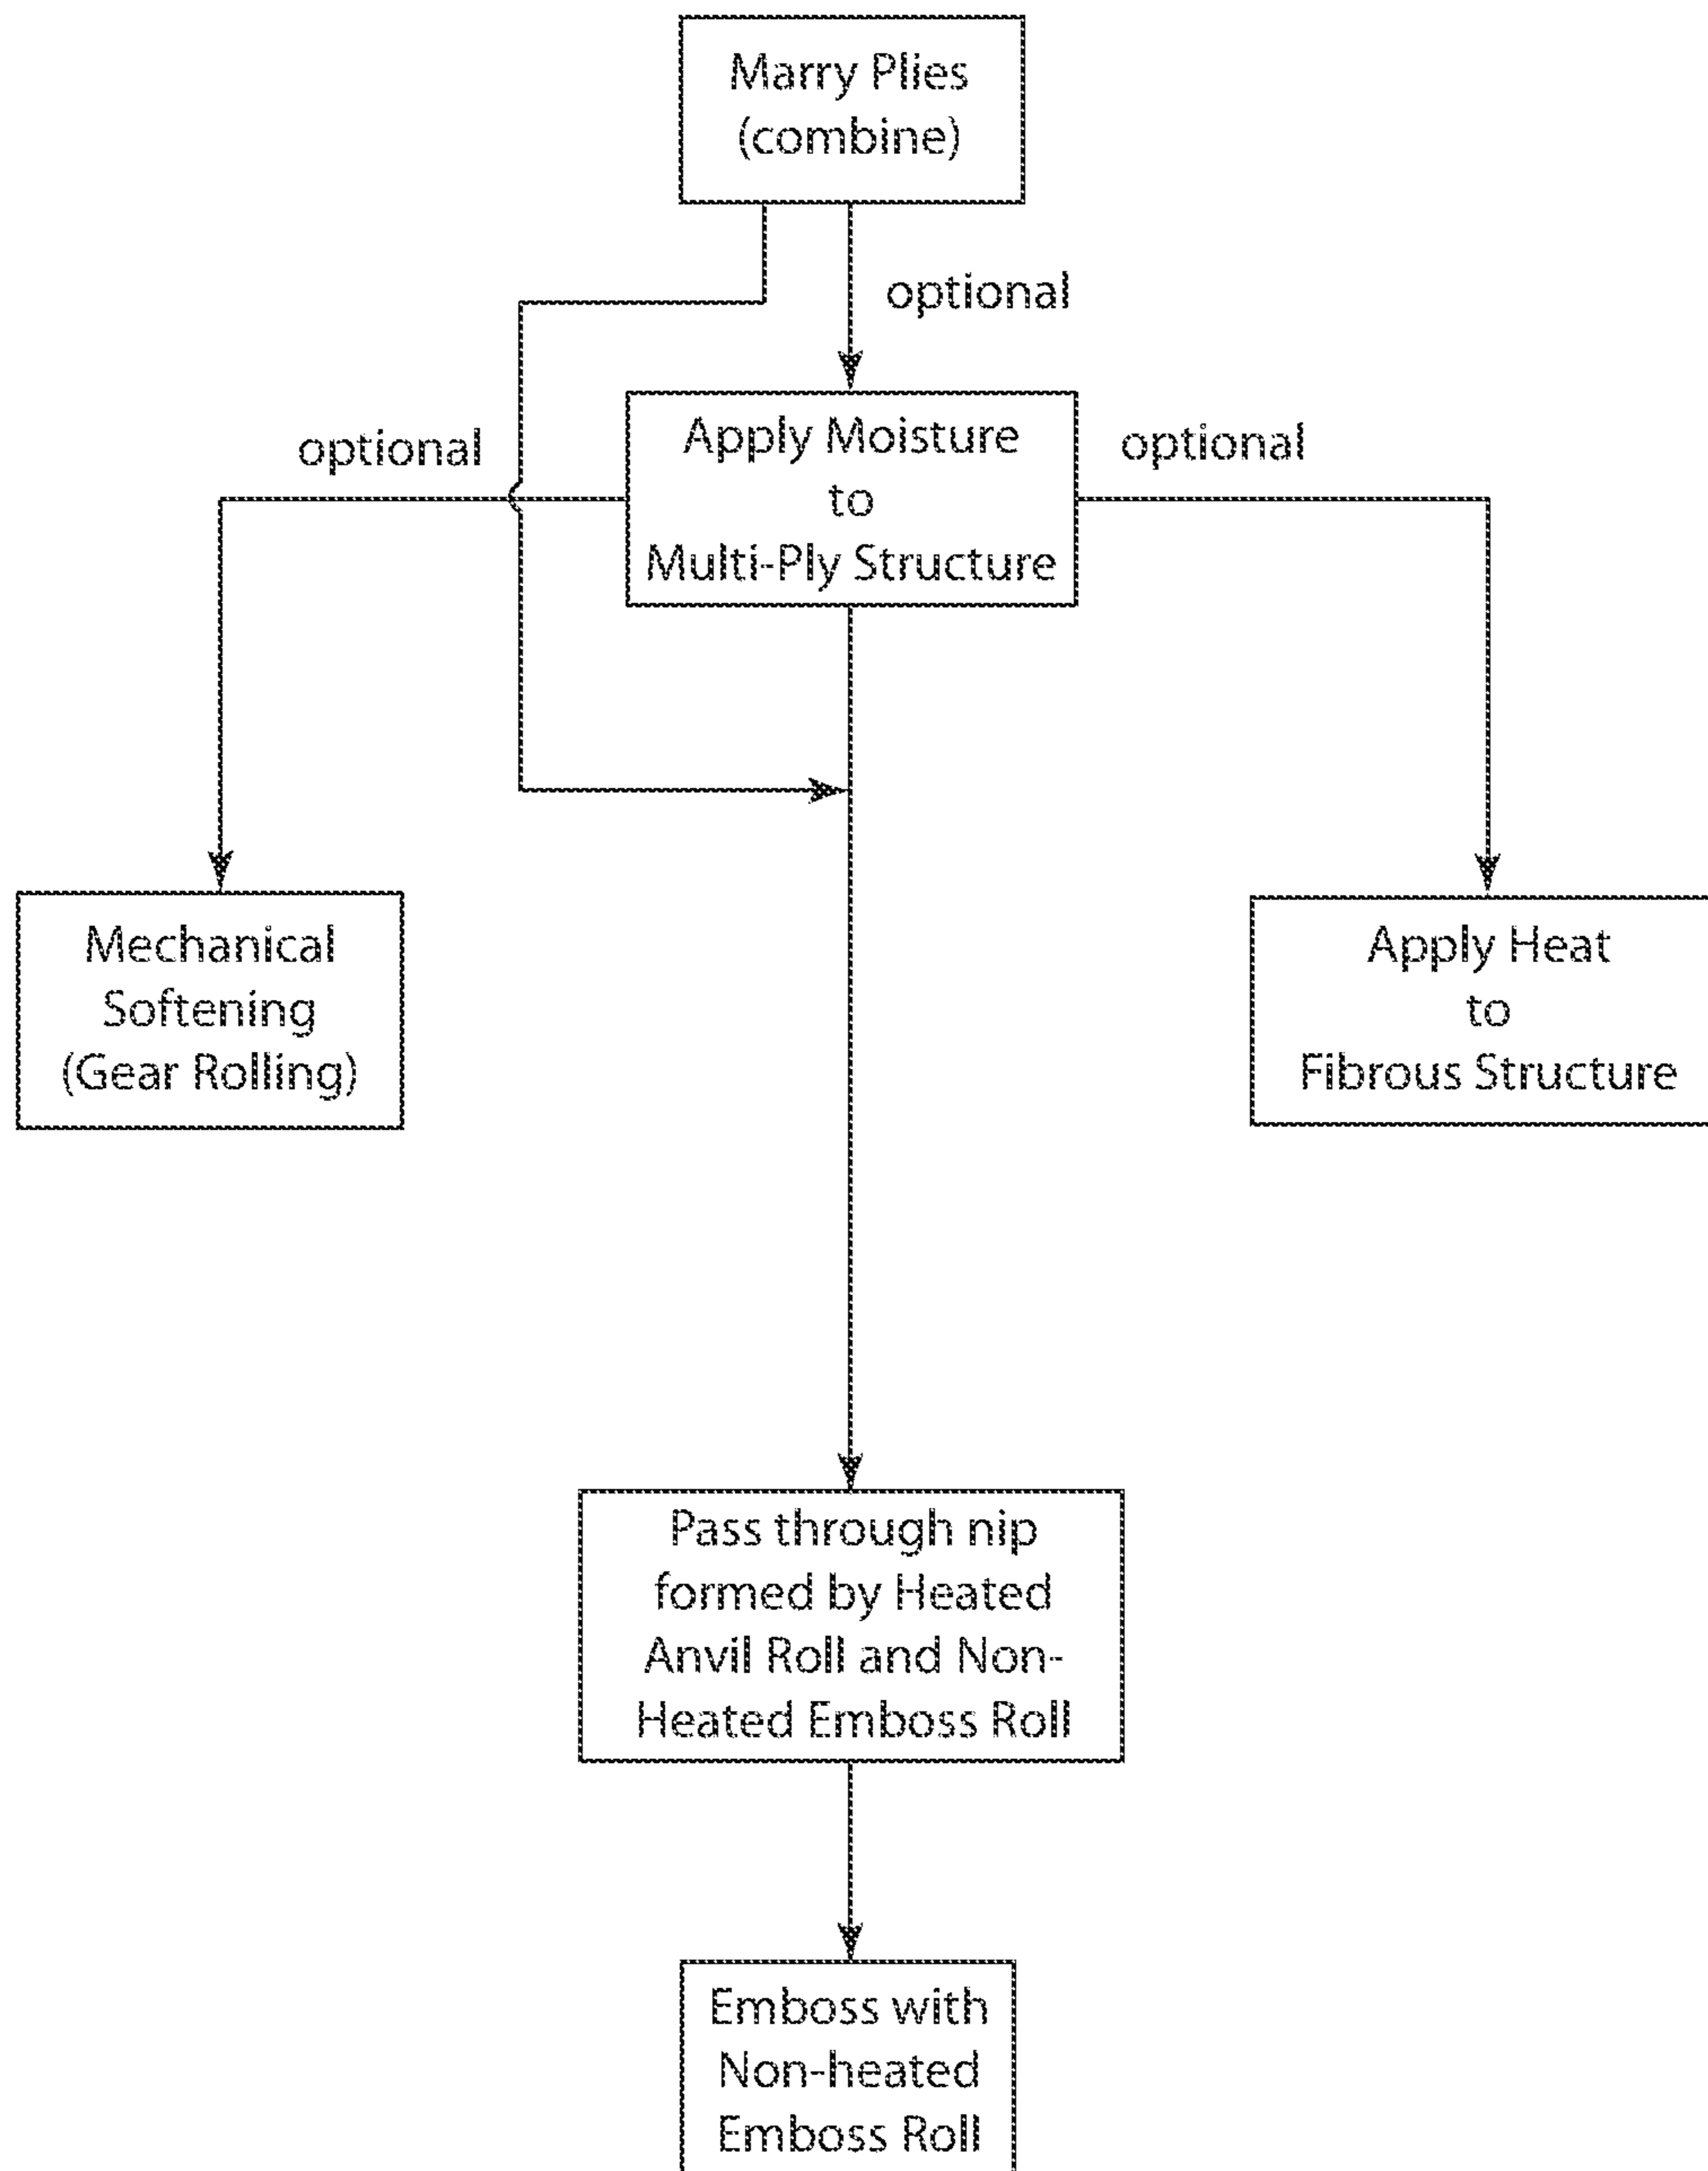 Marry Plies
(combine)
optional
optional
Apply Moisture
to
Multi-Ply Structure
optional
Mechanical
Softening
(Gear Rolling)
Apply Heat
to
Fibrous Structure
Pass through nip
formed by Heated
Anvil Roll and Non-
Heated Emboss Roll
Emboss with
Non-heated
Emboss Roll